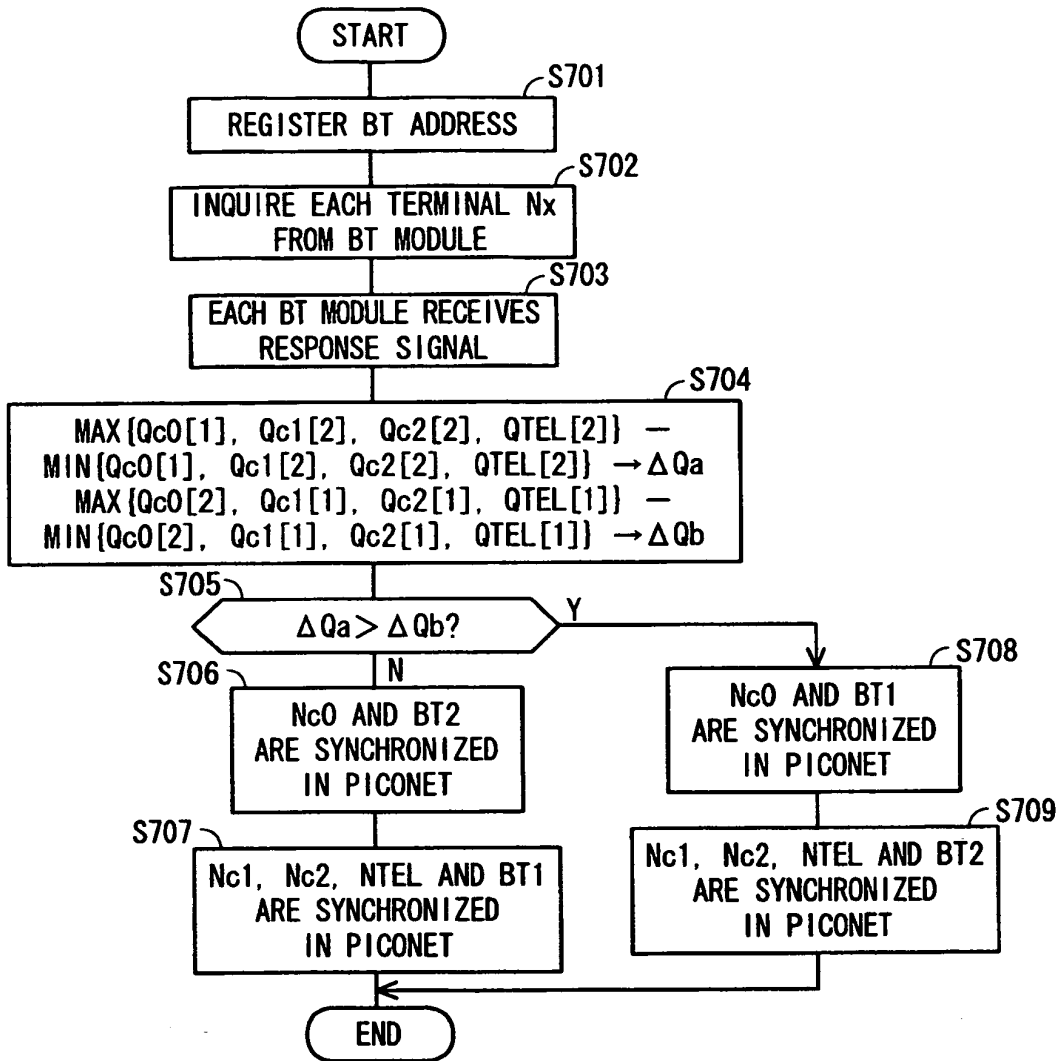 START
S701
REGISTER BT ADDRESS
S702
INQUIRE EACH TERMINAL Nx
FROM BT MODULE
S703
EACH BT MODULE RECEIVES
RESPONSE SIGNAL
S704
MAX{Qc0[1], Qc1[2], Qc2[2], QTEL[2]} −
MIN{Qc0[1], Qc1[2], Qc2[2], QTEL[2]} → ΔQa
MAX{Qc0[2], Qc1[1], Qc2[1], QTEL[1]} −
MIN{Qc0[2], Qc1[1], Qc2[1], QTEL[1]} → ΔQb
S705
ΔQa > ΔQb?
Y
N
S706
Nc0 AND BT2
ARE SYNCHRONIZED
IN PICONET
S707
Nc1, Nc2, NTEL AND BT1
ARE SYNCHRONIZED
IN PICONET
S708
Nc0 AND BT1
ARE SYNCHRONIZED
IN PICONET
S709
Nc1, Nc2, NTEL AND BT2
ARE SYNCHRONIZED
IN PICONET
END